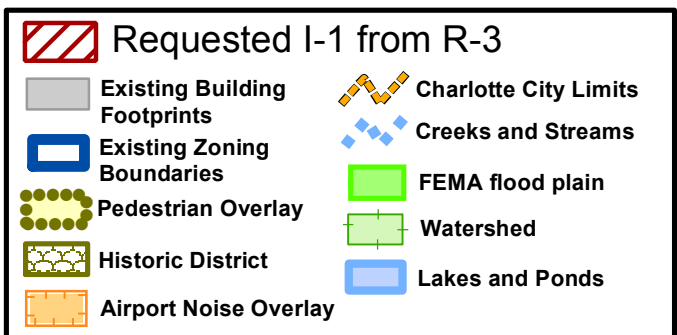 Requested I-1 from R-3
Existing Building
Footprints
Existing Zoning
Boundaries
Pedestrian Overlay
Historic District
Airport Noise Overlay
Charlotte City Limits
Creeks and Streams
FEMA flood plain
Watershed
Lakes and Ponds